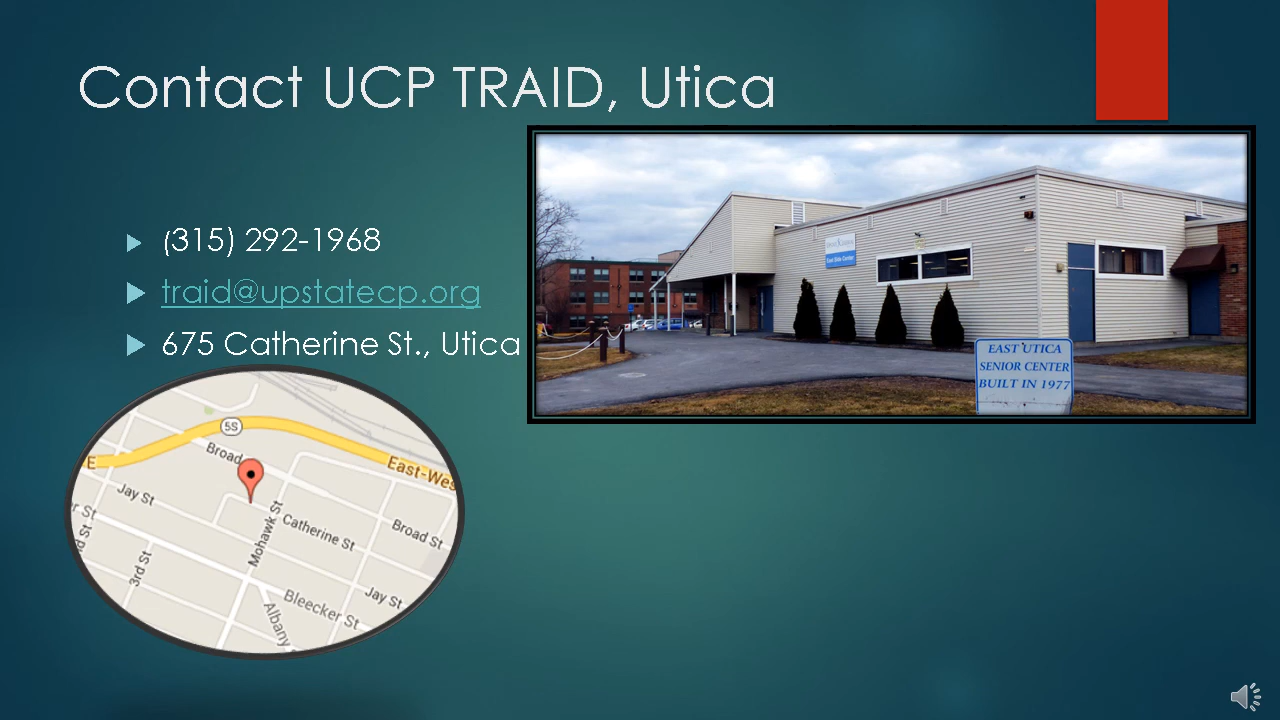 Contact UCP TRAID, Utica
(315) 292-1968
traid@upstatecp.org
675 Catherine St., Utica
East Side Center
EAST UTICA
SENIOR CENTER
BUILT IN 1977
5S
E
Broad
East-Wes
Jay St
r St
d St
3rd St
Mohawk St
Catherine St
Broad St
Jay St
Bleecker St
Albany